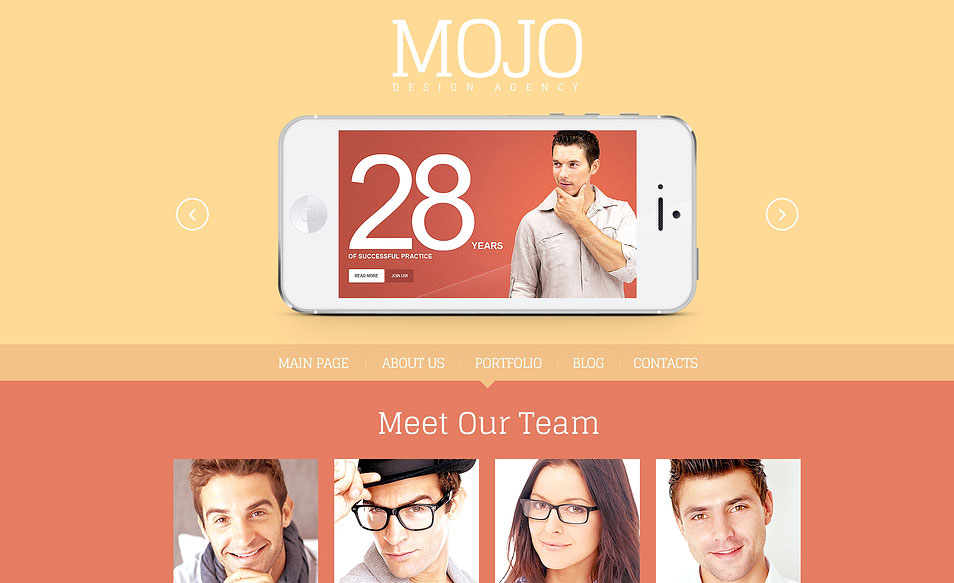 MOJO
DESIGN AGENCY
28 YEARS
OF SUCCESSFUL PRACTICE
READ MORE JOIN US!
MAIN PAGE ABOUT US PORTFOLIO BLOG CONTACTS
Meet Our Team